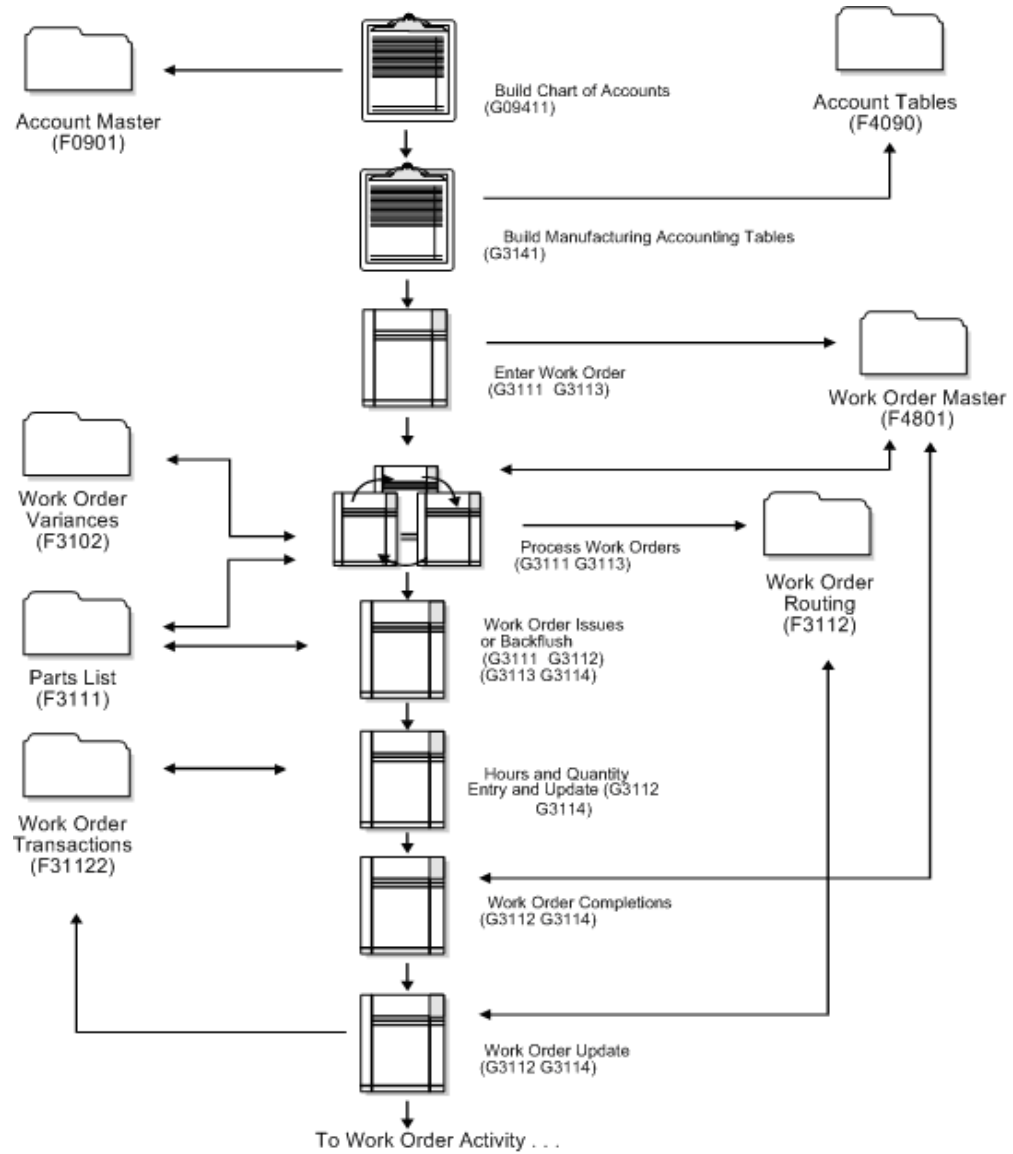 Build Chart of Accounts
(G09411)
Account Master
(F0901)
Account Tables
(F4090)
Build Manufacturing Accounting Tables
(G3141)
Enter Work Order
(G3111 G3113)
Work Order Master
(F4801)
Work Order
Variances
(F3102)
Process Work Orders
(G3111 G3113)
Work Order
Routing
(F3112)
Parts List
(F3111)
Work Order Issues
or Backflush
(G3111 G3112)
(G3113 G3114)
Work Order
Transactions
(F31122)
Hours and Quantity
Entry and Update (G3112
G3114)
Work Order Completions
(G3112 G3114)
Work Order Update
(G3112 G3114)
To Work Order Activity . . .